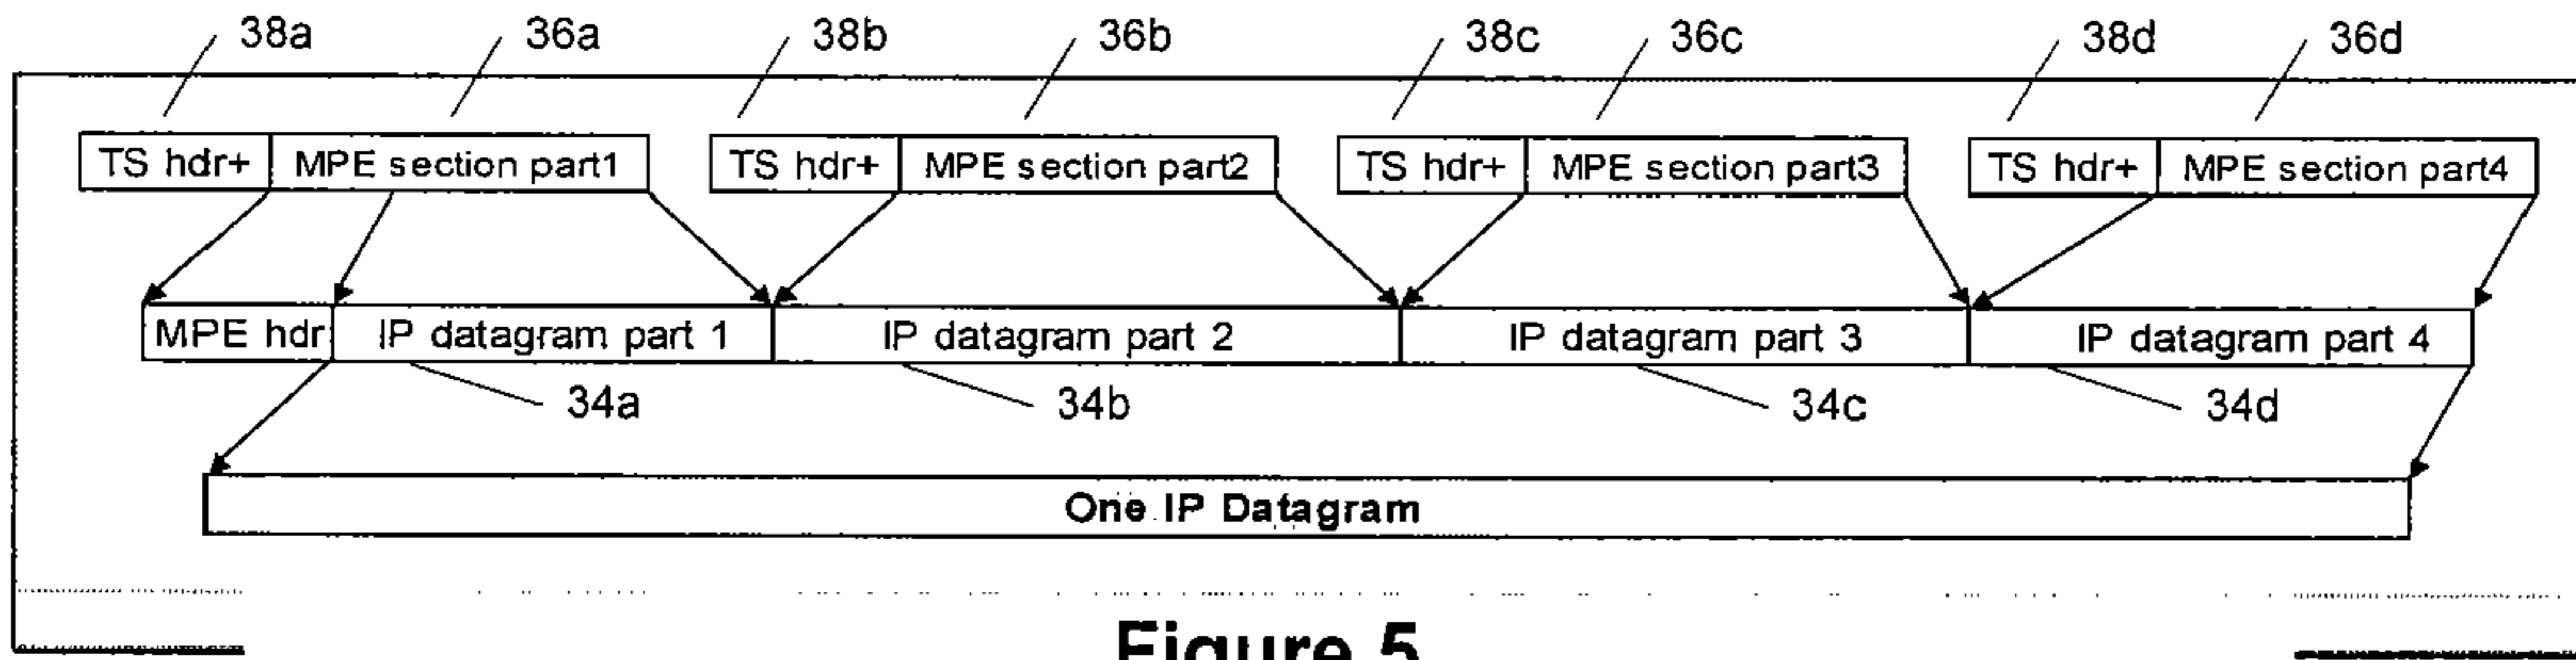 38a 36a 38b 36b 38c 36c 38d 36d
TS hdr+ MPE section part1 TS hdr+ MPE section part2 TS hdr+ MPE section part3 TS hdr+ MPE section part4
MPE hdr IP datagram part 1 IP datagram part 2 IP datagram part 3 IP datagram part 4
34a 34b 34c 34d
One IP Datagram
Figure 5